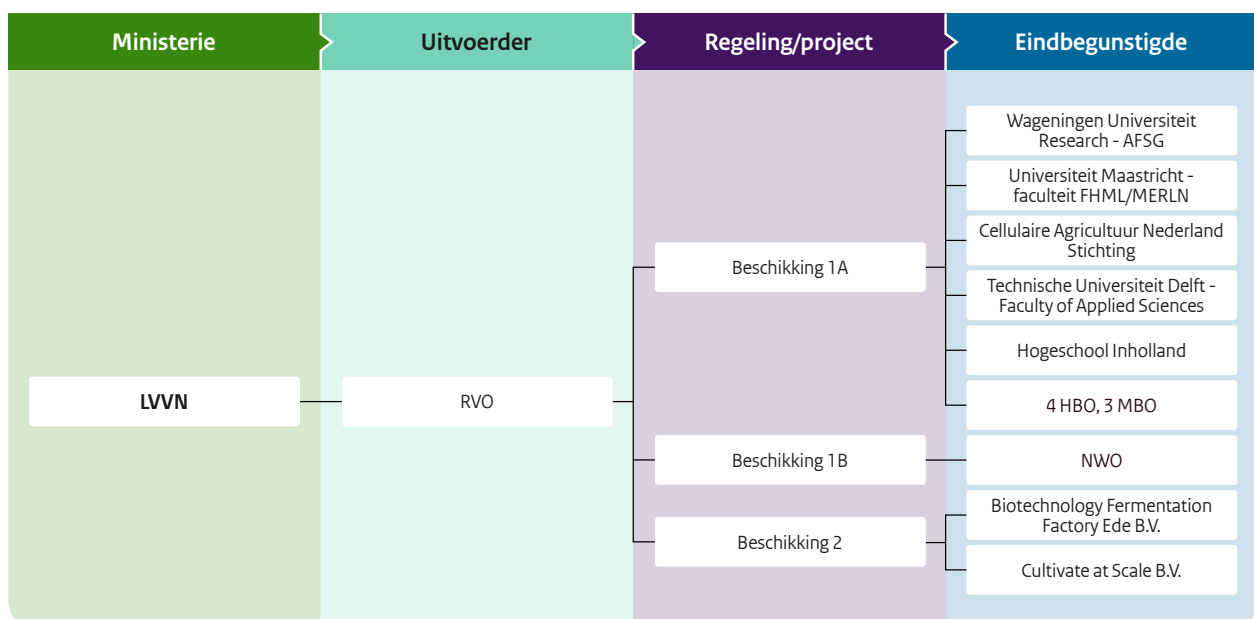 Ministerie
Uitvoerder
Regeling/project
Eindbegunstigde
Wageningen Universiteit
Research - AFSG
Universiteit Maastricht -
faculteit FHML/MERLN
Cellulaire Agricultuur Nederland
Stichting
Beschikking 1A
Technische Universiteit Delft -
Faculty of Applied Sciences
Hogeschool Inholland
LVVN
RVO
4 HBO, 3 MBO
Beschikking 1B
NWO
Biotechnology Fermentation
Factory Ede B.V.
Beschikking 2
Cultivate at Scale B.V.